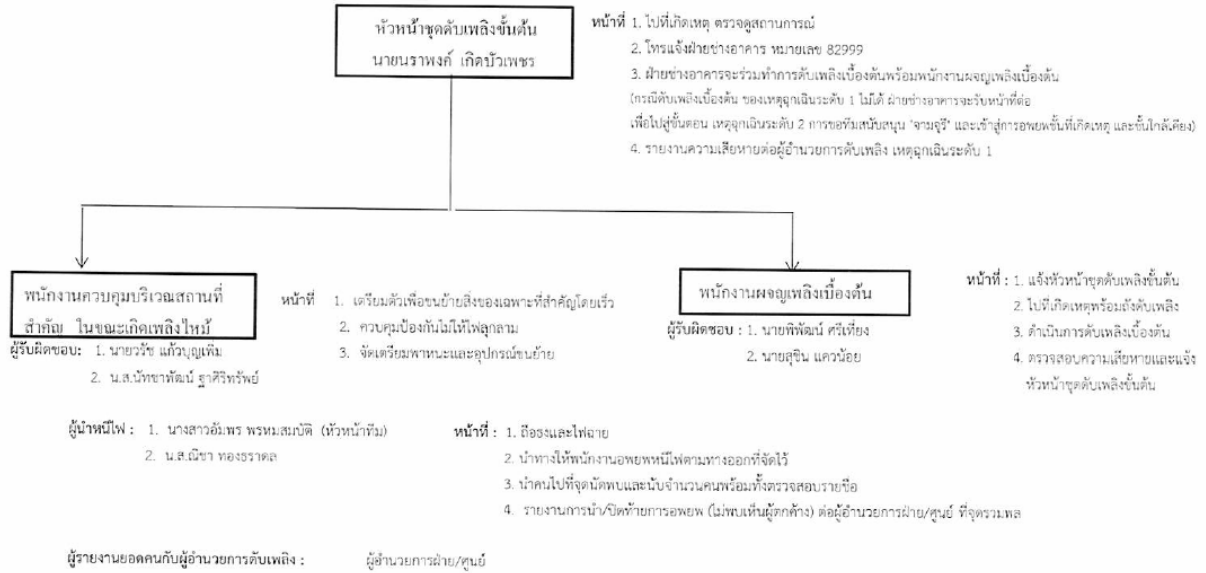 หัวหน้าชุดดับเพลิงขั้นต้น
นายนราพงค์ เกิดบัวเพชร
หน้าที่ 1. ไปที่เกิดเหตุ ตรวจดูสถานการณ์
2. โทรแจ้งฝ่ายช่างอาคาร หมายเลข 82999
3. ฝ่ายช่างอาคารจะร่วมทำการดับเพลิงเบื้องต้นพร้อมพนักงานผจญเพลิงเบื้องต้น
(กรณีดับเพลิงเบื้องต้น ของเหตุฉุกเฉินระดับ 1 ไม่ได้ ฝ่ายช่างอาคารจะรับหน้าที่ต่อ
เพื่อไปสู่ขั้นตอน เหตุฉุกเฉินระดับ 2 การขอทีมสนับสนุน "จามจุรี" และเข้าสู่การอพยพชั้นที่เกิดเหตุ และชั้นใกล้เคียง)
4. รายงานความเสียหายต่อผู้อำนวยการดับเพลิง เหตุฉุกเฉินระดับ 1
พนักงานควบคุมบริเวณสถานที่
สำคัญ ในขณะเกิดเพลิงไหม้
ผู้รับผิดชอบ: 1. นายวรัช แก้วบุญเพิ่ม
2. น.ส.นัทชาทัฒน์ ฐาศิริทรัพย์
หน้าที่ 1. เตรียมตัวเพื่อขนย้ายสิ่งของเฉพาะที่สำคัญโดยเร็ว
2. ควบคุมป้องกันไม่ให้ไฟลุกลาม
3. จัดเตรียมพาหนะและอุปกรณ์ขนย้าย
พนักงานผจญเพลิงเบื้องต้น
ผู้รับผิดชอบ : 1. นายพิพัฒน์ ศรีเที่ยง
2. นายสุชิน แควน้อย
หน้าที่ : 1. แจ้งหัวหน้าชุดดับเพลิงขั้นต้น
2. ไปที่เกิดเหตุพร้อมถังดับเพลิง
3. ดำเนินการดับเพลิงเบื้องต้น
4. ตรวจสอบความเสียหายและแจ้ง
หัวหน้าชุดดับเพลิงขั้นต้น
ผู้นำหนีไฟ : 1. นางสาวอัมพร พรหมสมบัติ (หัวหน้าทีม)
2. น.ส.ณิชา ทองธราดล
หน้าที่ : 1. ถือธงและไฟฉาย
2. นำทางให้พนักงานอพยพหนีไฟตามทางออกที่จัดไว้
3. นำคนไปที่จุดนัดพบและนับจำนวนคนพร้อมทั้งตรวจสอบรายชื่อ
4. รายงานการนำ/ปิดท้ายการอพยพ (ไม่พบเห็นผู้ตกค้าง) ต่อผู้อำนวยการฝ่าย/ศูนย์ ที่จุดรวมพล
ผู้รายงานยอดคนกับผู้อำนวยการดับเพลิง : ผู้อำนวยการฝ่าย/ศูนย์